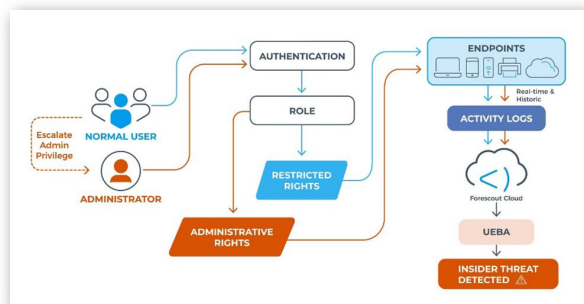 AUTHENTICATION
ENDPOINTS
Real-time &
Historic
ROLE
NORMAL USER
Escalate
Admin
Privilege
ACTIVITY LOGS
ADMINISTRATOR
RESTRICTED
RIGHTS
Forescout Cloud
ADMINISTRATIVE
RIGHTS
UEBA
INSIDER THREAT
DETECTED